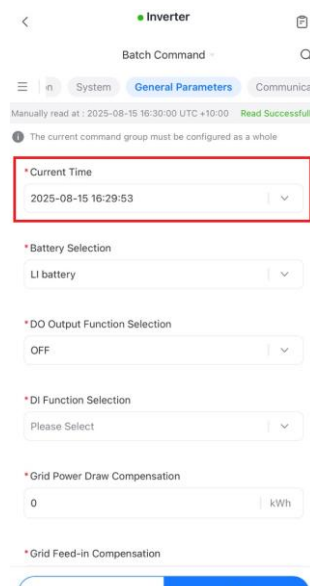 Inverter
Batch Command
System General Parameters
Manually read at : 2025-08-15 16:30:00 UTC +10:00 Read Successful
The current command group must be configured as a whole
*Current Time
2025-08-15 16:29:53
*Battery Selection
LI battery
*DO Output Function Selection
OFF
*DI Function Selection
Please Select
*Grid Power Draw Compensation
0 kWh
*Grid Feed-in Compensation